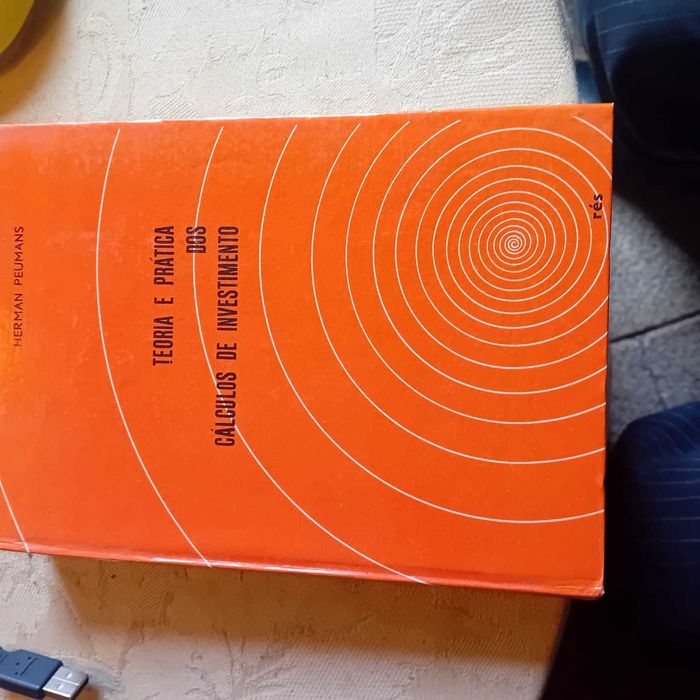 HERMAN PEUMANS
TEORIA E PRÁTICA
DOS
CÁLCULOS DE INVESTIMENTO
rés